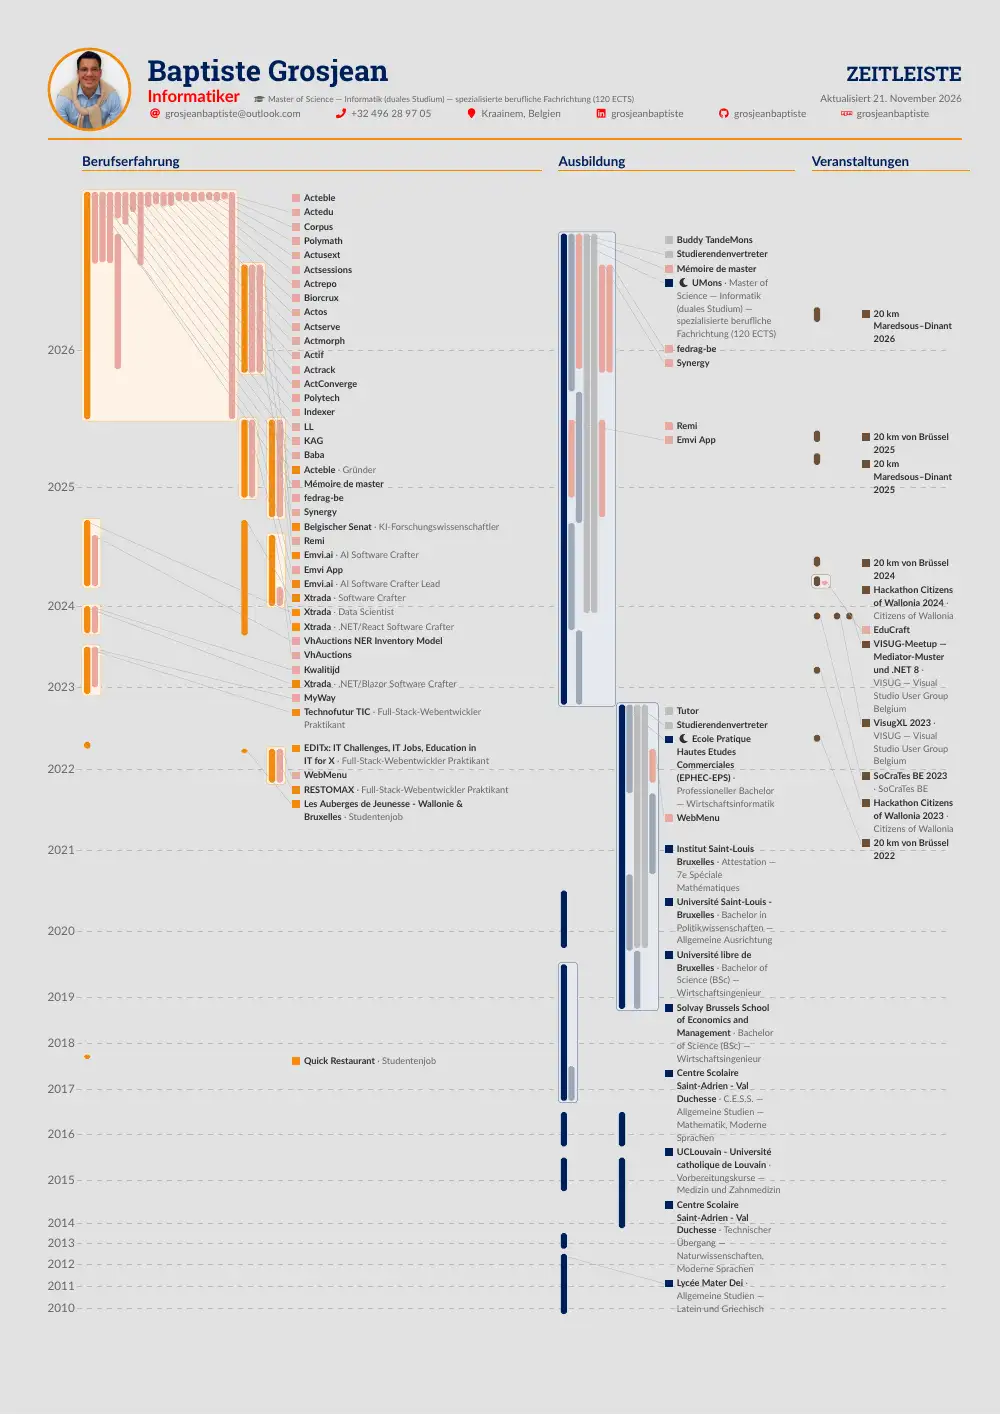 Baptiste Grosjean
ZEITLEISTE
Informatiker
Master of Science — Informatik (duales Studium) — spezialisierte berufliche Fachrichtung (120 ECTS)
Aktualisiert 21. November 2026
grosjeanbaptiste@outlook.com
+32 496 28 97 05
Kraainem, Belgien
grosjeanbaptiste
grosjeanbaptiste
grosjeanbaptiste
Berufserfahrung
Acteble
Actedu
Corpus
Polymath
Actusext
Actsessions
Actrepo
Biorcrux
Actos
Actserve
Actmorph
Actif
Actrack
ActConverge
Polytech
Indexer
LL
KAG
Baba
Acteble · Gründer
Mémoire de master
fedrag-be
Synergy
Belgischer Senat · KI-Forschungswissenschaftler
Remi
Emvi.ai · AI Software Crafter
Emvi App
Emvi.ai · AI Software Crafter Lead
Xtrada · Software Crafter
Xtrada · Data Scientist
Xtrada · .NET/React Software Crafter
VhAuctions NER Inventory Model
VhAuctions
Kwalitijd
Xtrada · .NET/Blazor Software Crafter
MyWay
Technofutur TIC · Full-Stack-Webentwickler
Praktikant
EDITx: IT Challenges, IT Jobs, Education in
IT for X · Full-Stack-Webentwickler Praktikant
WebMenu
RESTOMAX · Full-Stack-Webentwickler Praktikant
Les Auberges de Jeunesse - Wallonie &
Bruxelles · Studentenjob
Quick Restaurant · Studentenjob
Ausbildung
Buddy TandeMons
Studierendenvertreter
Mémoire de master
UMons · Master of
Science — Informatik
(duales Studium) —
spezialisierte berufliche
Fachrichtung (120 ECTS)
fedrag-be
Synergy
Remi
Emvi App
Tutor
Studierendenvertreter
Ecole Pratique
Hautes Etudes
Commerciales
(EPHEC-EPS) ·
Professioneller Bachelor
— Wirtschaftsinformatik
WebMenu
Institut Saint-Louis
Bruxelles · Attestation —
7e Spéciale
Mathématiques
Université Saint-Louis -
Bruxelles · Bachelor in
Politikwissenschaften —
Allgemeine Ausrichtung
Université libre de
Bruxelles · Bachelor of
Science (BSc) —
Wirtschaftsingenieur
Solvay Brussels School
of Economics and
Management · Bachelor
of Science (BSc) —
Wirtschaftsingenieur
Centre Scolaire
Saint-Adrien - Val
Duchesse · C.E.S.S. —
Allgemeine Studien —
Mathematik, Moderne
Sprachen
UCLouvain - Université
catholique de Louvain ·
Vorbereitungskurse —
Medizin und Zahnmedizin
Centre Scolaire
Saint-Adrien - Val
Duchesse · Technischer
Übergang —
Naturwissenschaften,
Moderne Sprachen
Lycée Mater Dei ·
Allgemeine Studien —
Latein und Griechisch
Veranstaltungen
20 km
Maredsous–Dinant
2026
20 km von Brüssel
2025
20 km
Maredsous–Dinant
2025
20 km von Brüssel
2024
Hackathon Citizens
of Wallonia 2024 ·
Citizens of Wallonia
EduCraft
VISUG-Meetup —
Mediator-Muster
und .NET 8 ·
VISUG — Visual
Studio User Group
Belgium
VisugXL 2023 ·
VISUG — Visual
Studio User Group
Belgium
SoCraTes BE 2023
· SoCraTes BE
Hackathon Citizens
of Wallonia 2023 ·
Citizens of Wallonia
20 km von Brüssel
2022
2026
2025
2024
2023
2022
2021
2020
2019
2018
2017
2016
2015
2014
2013
2012
2011
2010